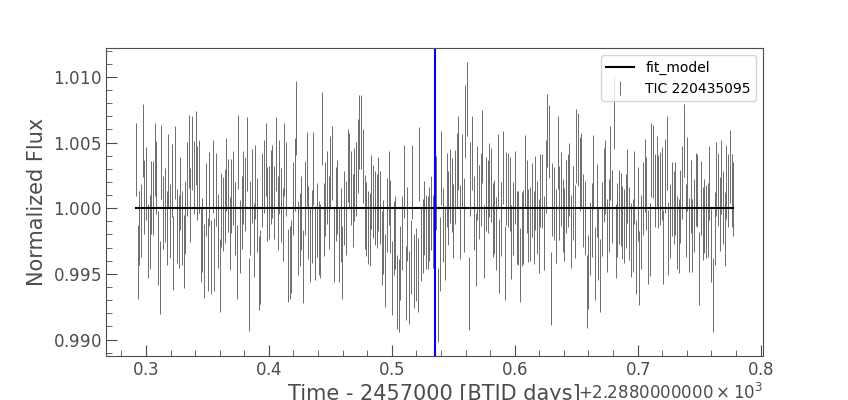 fit_model
TIC 220435095
Normalized Flux
1.010
1.005
1.000
0.995
0.990
0.3 0.4 0.5 0.6 0.7 0.8
Time - 2457000 [BTJD days]
+2.2880000000 × 10³